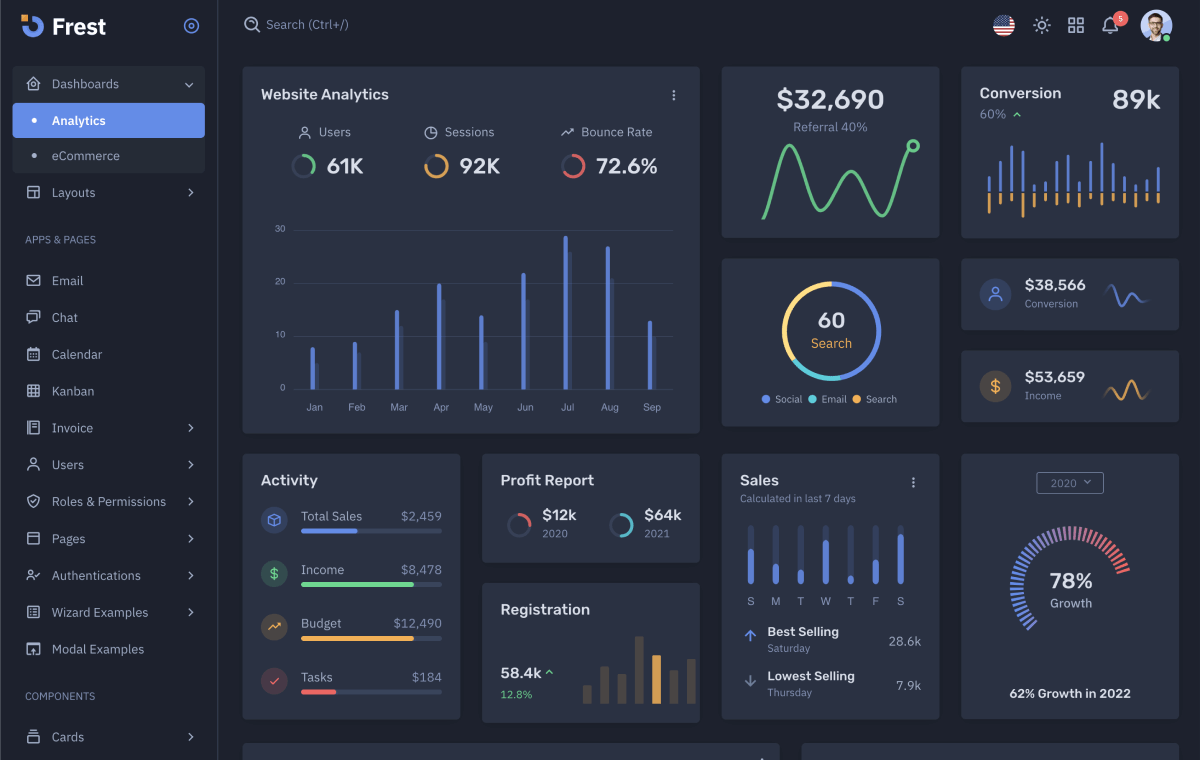 Frest
Search (Ctrl+/)
5
Dashboards
Analytics
eCommerce
Layouts
APPS & PAGES
Email
Chat
Calendar
Kanban
Invoice
Users
Roles & Permissions
Pages
Authentications
Wizard Examples
Modal Examples
COMPONENTS
Cards
Website Analytics
Users
61K
Sessions
92K
Bounce Rate
72.6%
30
20
10
0
Jan Feb Mar Apr May Jun Jul Aug Sep
$32,690
Referral 40%
Conversion
60%
89k
60
Search
Social Email Search
$38,566
Conversion
$
$53,659
Income
Activity
Total Sales $2,459
$
Income $8,478
Budget $12,490
Tasks $184
Profit Report
$12k
2020
$64k
2021
Registration
58.4k
12.8%
Sales
Calculated in last 7 days
S M T W T F S
Best Selling
Saturday
28.6k
Lowest Selling
Thursday
7.9k
2020
78%
Growth
62% Growth in 2022